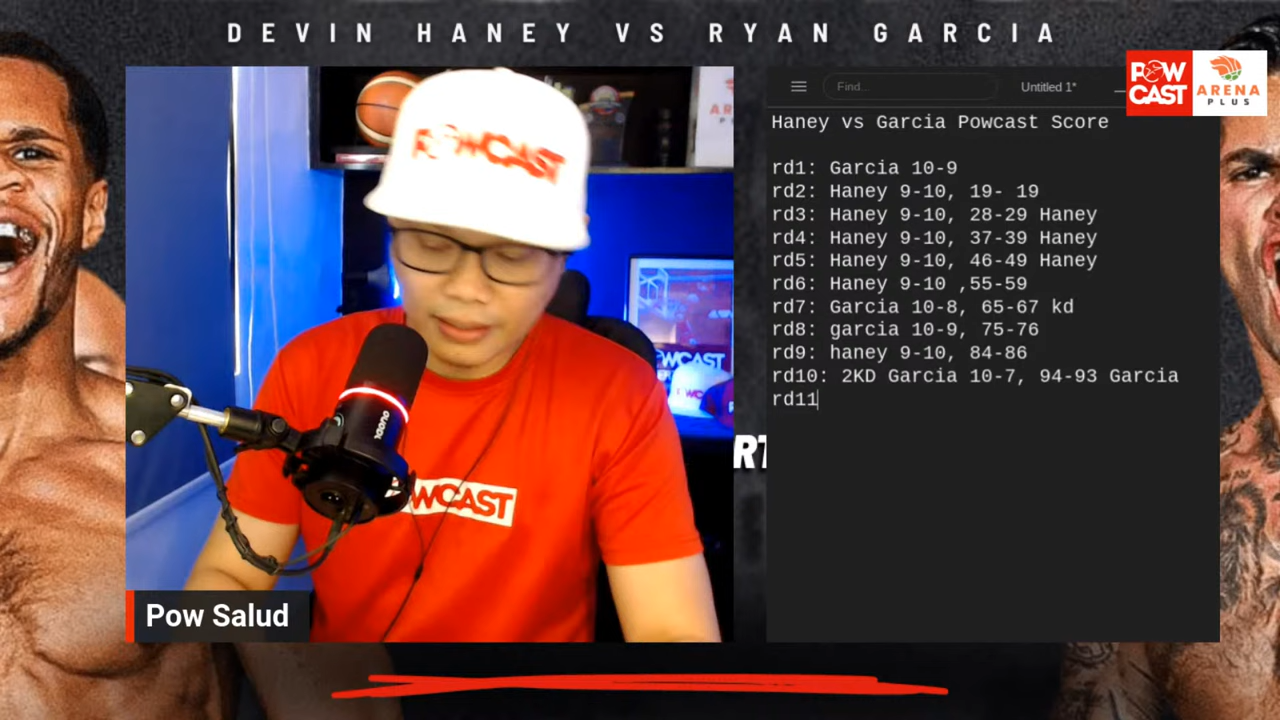 DEVIN HANEY VS RYAN GARCIA
POWCAST
ARENA
PLUS
Find...
Untitled 1*
Haney vs Garcia Powcast Score
rd1: Garcia 10-9
rd2: Haney 9-10, 19- 19
rd3: Haney 9-10, 28-29 Haney
rd4: Haney 9-10, 37-39 Haney
rd5: Haney 9-10, 46-49 Haney
rd6: Haney 9-10 ,55-59
rd7: Garcia 10-8, 65-67 kd
rd8: garcia 10-9, 75-76
rd9: haney 9-10, 84-86
rd10: 2KD Garcia 10-7, 94-93 Garcia
rd11
POW
CAST
WCAST
RT
WCAST
Pow Salud